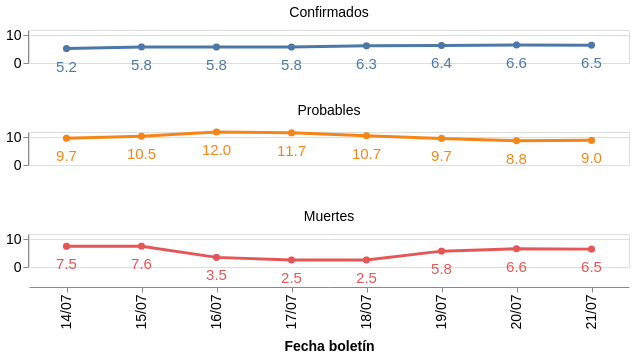 Confirmados
10
0
5.2 5.8 5.8 5.8 6.3 6.4 6.6 6.5
Probables
10
0
9.7 10.5 12.0 11.7 10.7 9.7 8.8 9.0
Muertes
10
0
7.5 7.6 3.5 2.5 2.5 5.8 6.6 6.5
14/07 15/07 16/07 17/07 18/07 19/07 20/07 21/07
Fecha boletín